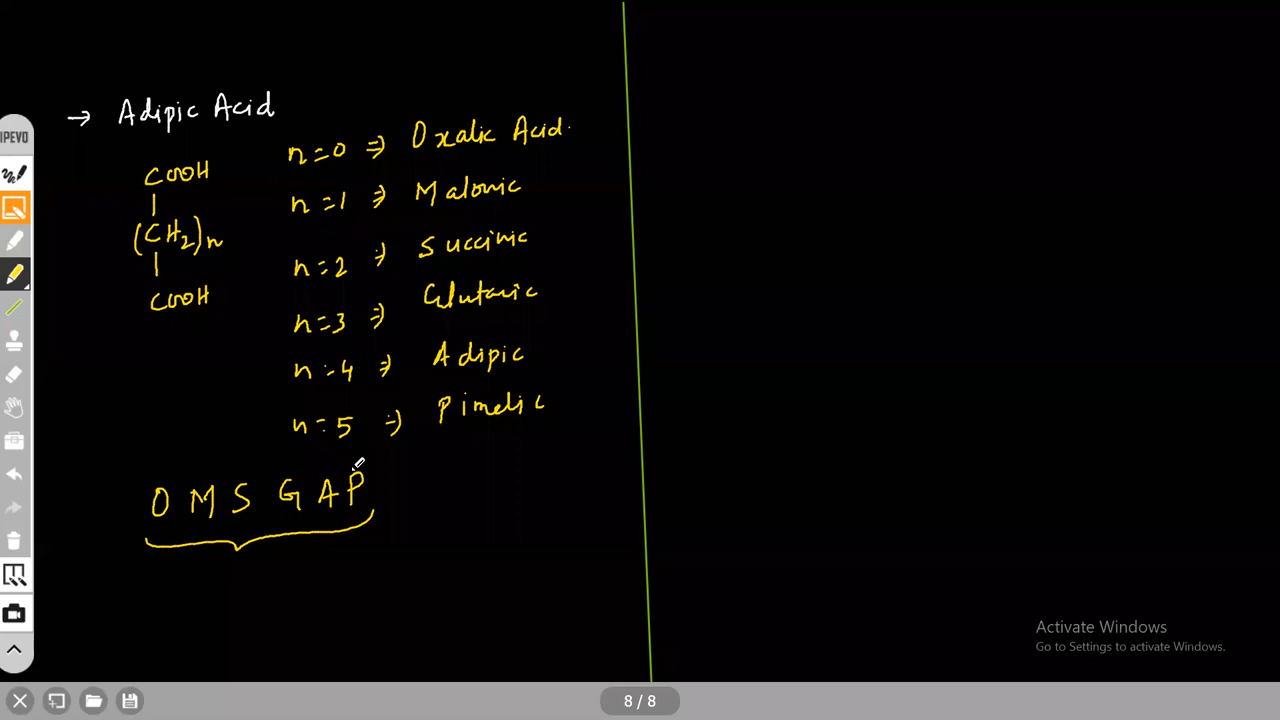 IPEVO
→ Adipic Acid
COOH
|
(CH2)n
|
COOH
n=0 ⇒ Oxalic Acid.
n=1 ⇒ Malonic
n=2 ⇒ Succinic
n=3 ⇒ Glutaric
n=4 ⇒ Adipic
n=5 ⇒ Pimelic
O M S G A P
Activate Windows
Go to Settings to activate Windows.
8 / 8